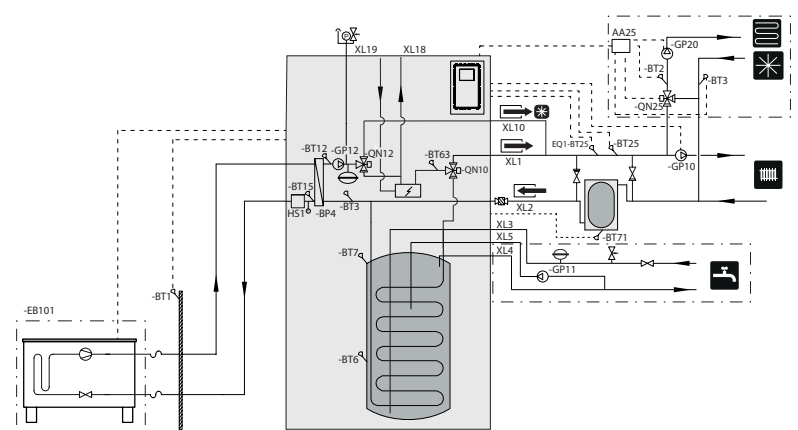 XL19
XL18
AA25
-GP20
-BT2
-BT3
-QN25
-BT12
-GP12
-QN12
XL10
-BT63
EQ1-BT25
-BT25
XL1
-QN10
-GP10
-BT15
HS1
-BP4
-BT3
XL2
XL3
-BT71
XL5
XL4
-BT7
-GP11
-BT1
-EB101
-BT6
P